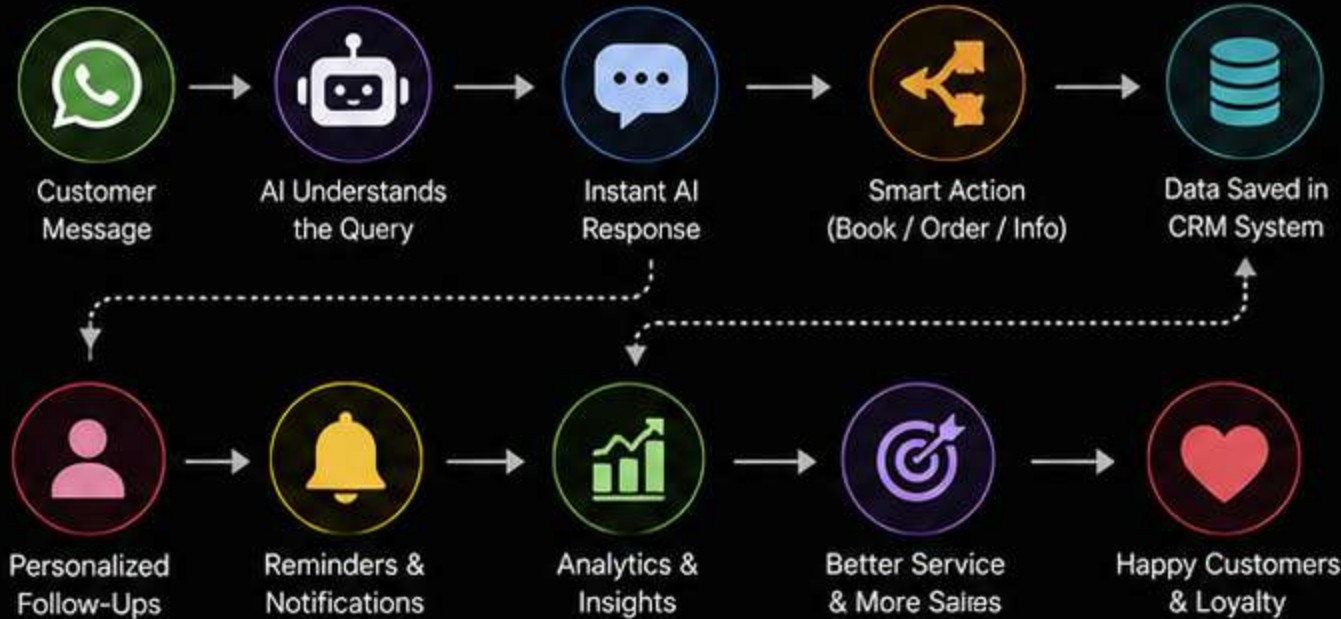 Customer
Message
AI Understands
the Query
Instant AI
Response
Smart Action
(Book / Order / Info)
Data Saved in
CRM System
Personalized
Follow-Ups
Reminders &
Notifications
Analytics &
Insights
Better Service
& More
Happy Customers
& Loyalty